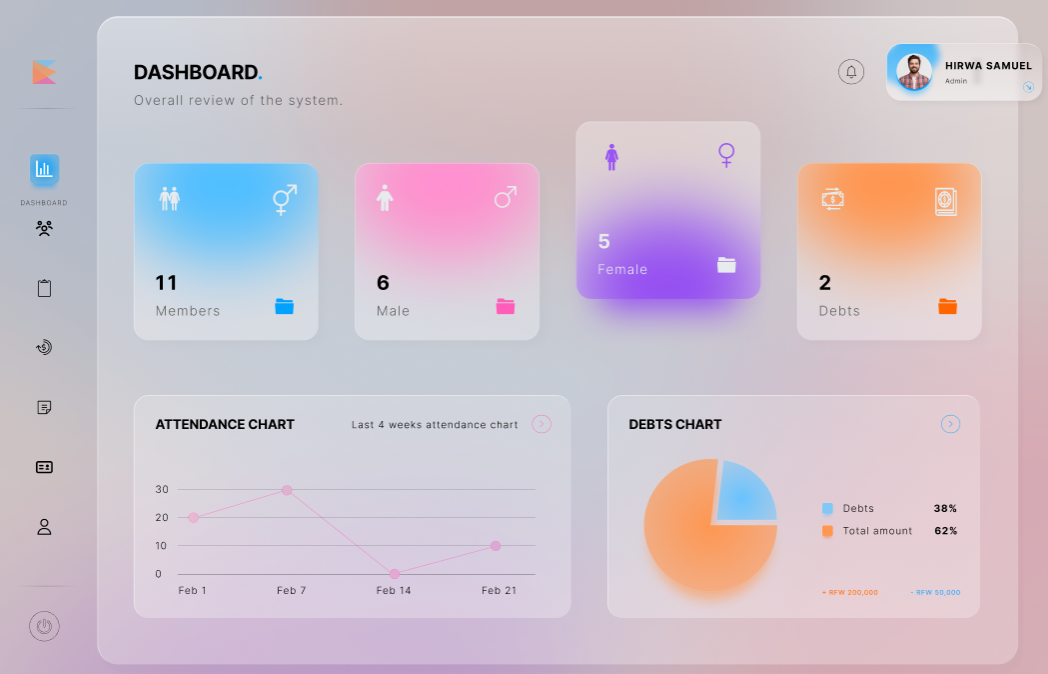 DASHBOARD.
Overall review of the system.
HIRWA SAMUEL
Admin
DASHBOARD
11
Members
6
Male
5
Female
2
Debts
ATTENDANCE CHART
Last 4 weeks attendance chart
30
20
10
0
Feb 1
Feb 7
Feb 14
Feb 21
DEBTS CHART
Debts 38%
Total amount 62%
+ RFW 200,000
- RFW 50,000